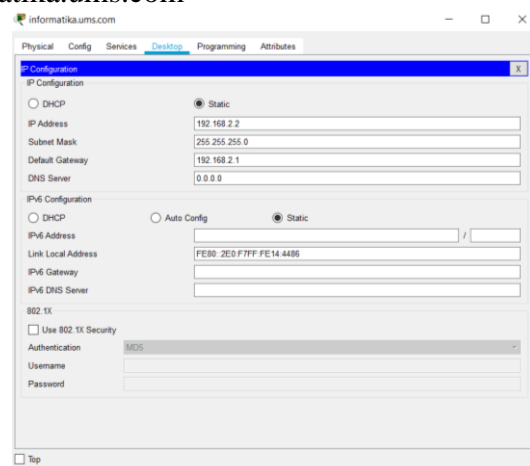 atika.ums.com
informatika.ums.com
Physical Config Services Desktop Programming Attributes
IP Configuration X
IP Configuration
DHCP Static
IP Address 192.168.2.2
Subnet Mask 255.255.255.0
Default Gateway 192.168.2.1
DNS Server 0.0.0.0
IPv6 Configuration
DHCP Auto Config Static
IPv6 Address /
Link Local Address FE80::2E0:F7FF:FE14:4486
IPv6 Gateway
IPv6 DNS Server
802.1X
Use 802.1X Security
Authentication MD5
Username
Password
Top